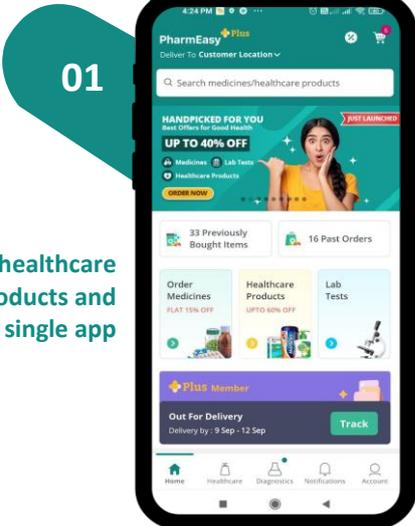 01
healthcare
oducts and
single app
4:24 PM
PharmEasy Plus
Deliver To Customer Location
Search medicines/healthcare products
HANDPICKED FOR YOU
Best Offers for Good Health
UP TO 40% OFF
Medicines Lab Tests
Healthcare Products
ORDER NOW
JUST LAUNCHED
33 Previously
Bought Items
16 Past Orders
Order
Medicines
FLAT 15% OFF
Healthcare
Products
UPTO 60% OFF
Lab
Tests
Plus Member
Out For Delivery
Delivery by : 9 Sep - 12 Sep
Track
Home Healthcare Diagnostics Notifications Account